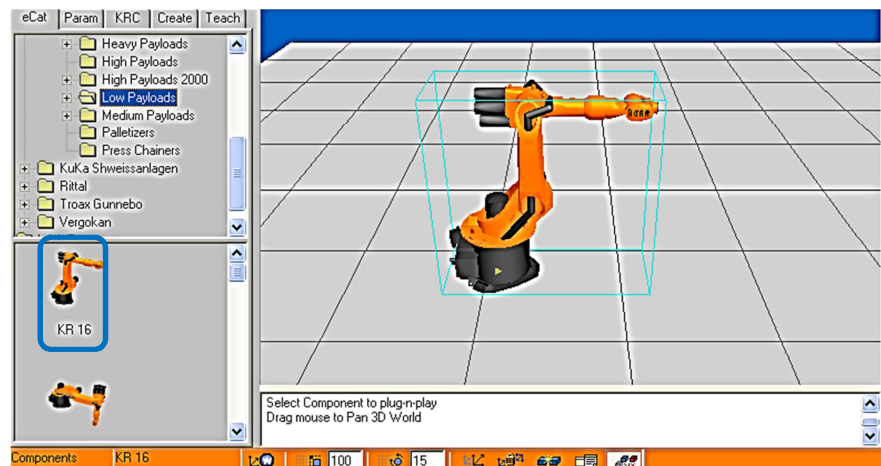 eCat Param KRC Create Teach
Heavy Payloads
High Payloads
High Payloads 2000
Low Payloads
Medium Payloads
Palletizers
Press Chainers
KuKa Shweissanlagen
Rittal
Troax Gunnebo
Vergokan
KR 16
Select Component to plug-n-play
Drag mouse to Pan 3D World
Components KR 16 100 15